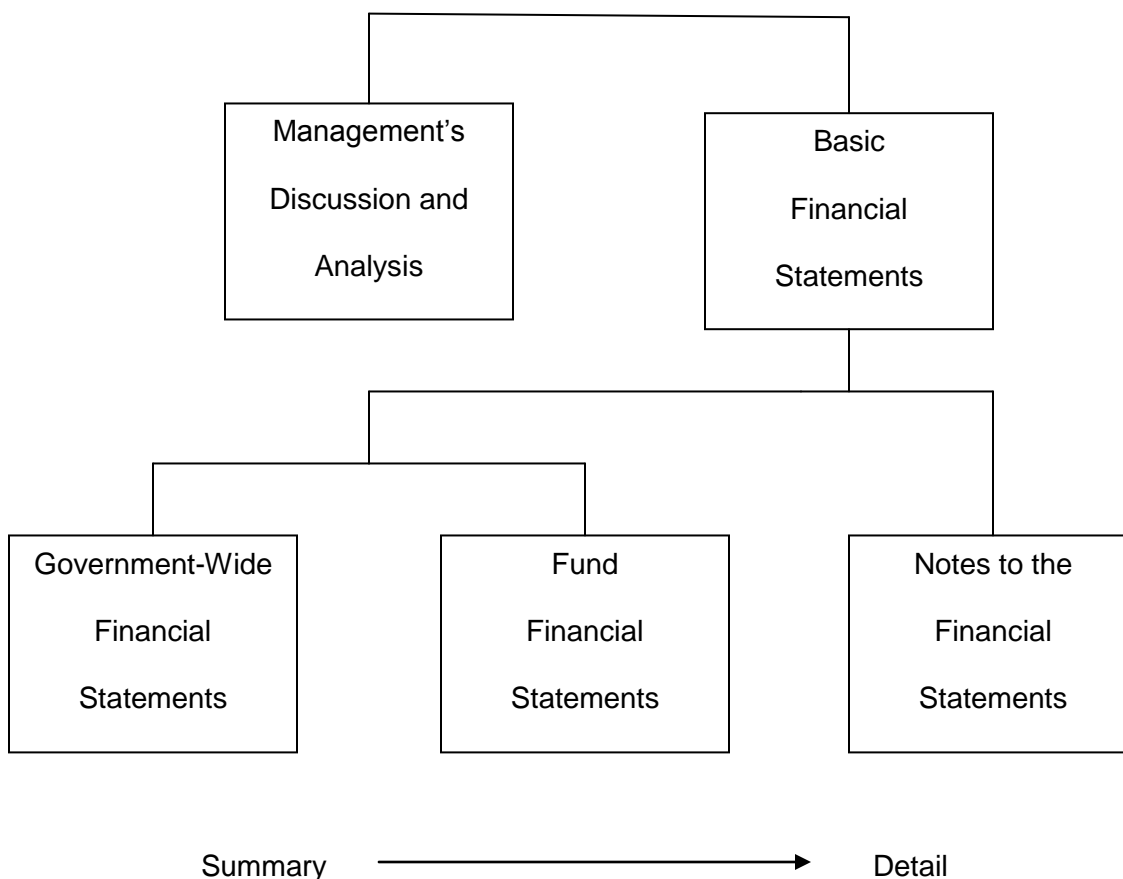 Management’s
Discussion and
Analysis
Basic
Financial
Statements
Government-Wide
Financial
Statements
Fund
Financial
Statements
Notes to the
Financial
Statements
Summary
Detail